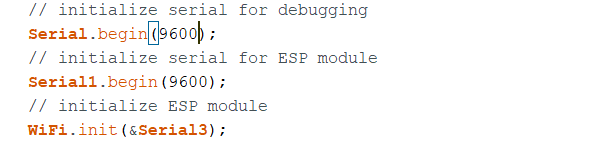 // initialize serial for debugging
Serial.begin(9600);
// initialize serial for ESP module
Serial1.begin(9600);
// initialize ESP module
WiFi.init(&Serial3);